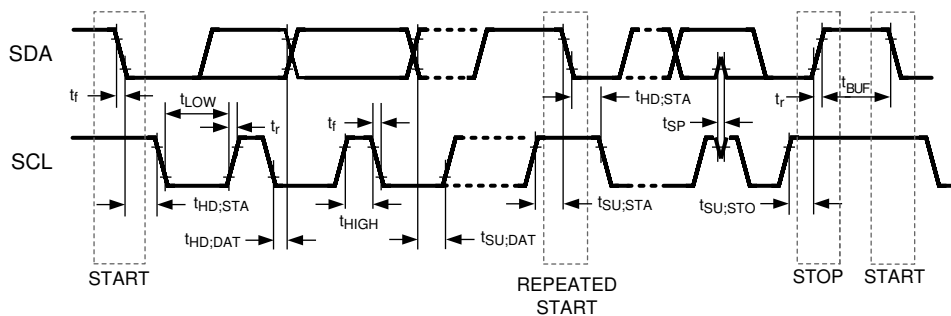 SDA
t_f
t_LOW
t_r
t_f
t_HD;STA
t_SP
t_r
t_BUF
SCL
t_HD;STA
t_HD;DAT
t_HIGH
t_SU;DAT
t_SU;STA
t_SU;STO
START
REPEATED
START
STOP
START